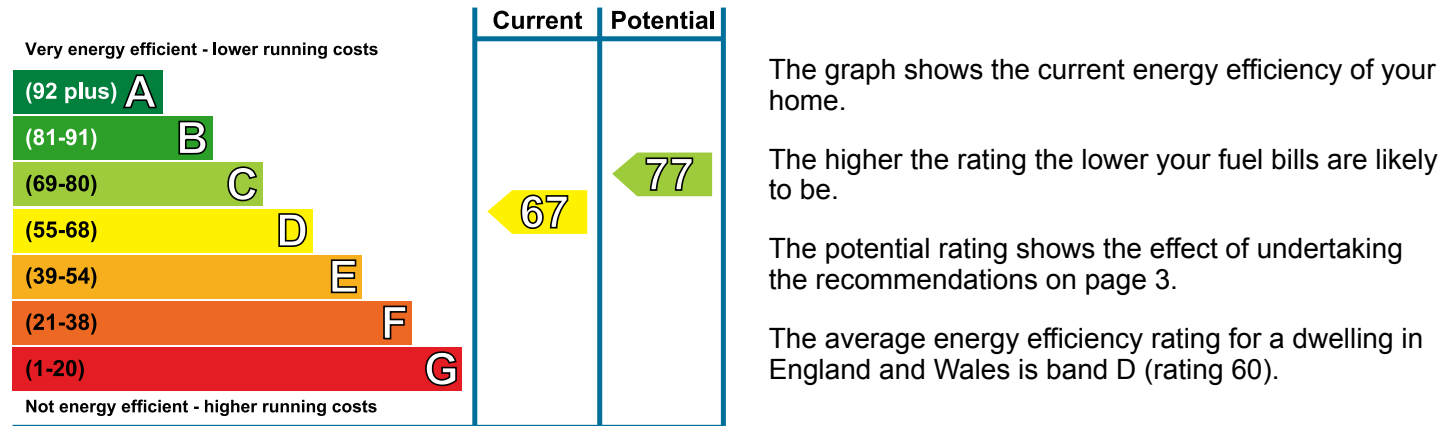 Current Potential
Very energy efficient - lower running costs
(92 plus) A
(81-91) B
(69-80) C
(55-68) D
(39-54) E
(21-38) F
(1-20) G
Not energy efficient - higher running costs
67
77
The graph shows the current energy efficiency of your
home.
The higher the rating the lower your fuel bills are likely
to be.
The potential rating shows the effect of undertaking
the recommendations on page 3.
The average energy efficiency rating for a dwelling in
England and Wales is band D (rating 60).